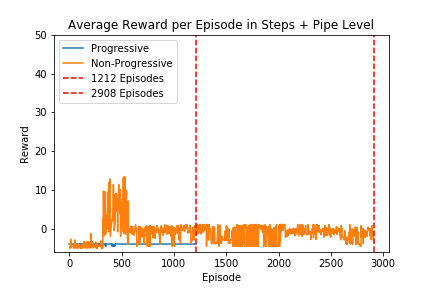 Average Reward per Episode in Steps + Pipe Level
Progressive
Non-Progressive
1212 Episodes
2908 Episodes
50
40
30
20
10
0
Reward
0
500
1000
1500
2000
2500
3000
Episode